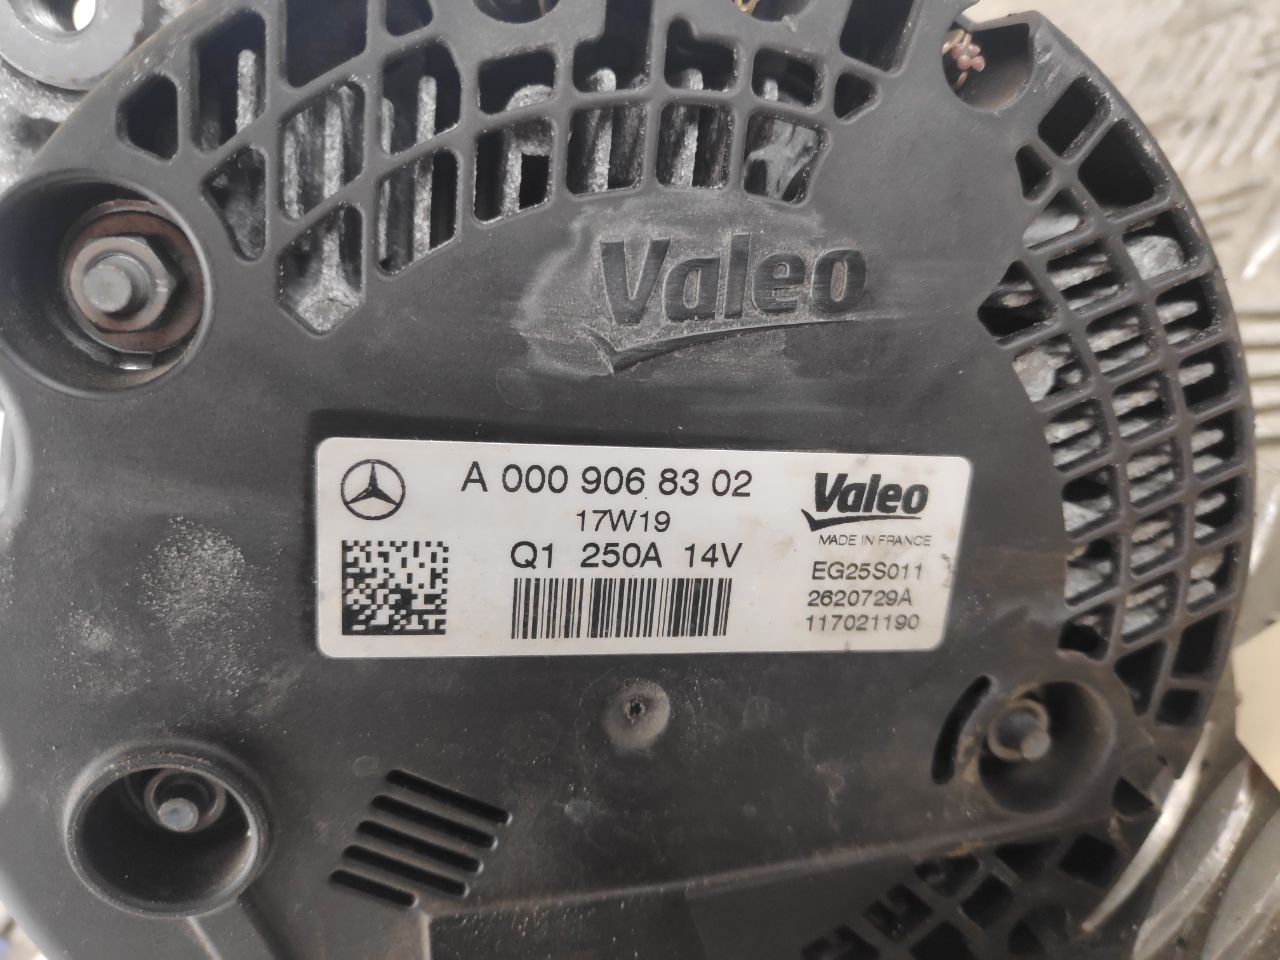 Valeo
A 000 906 83 02
17W19
Q1 250A 14V
Valeo
MADE IN FRANCE
EG25S011
2620729A
117021190